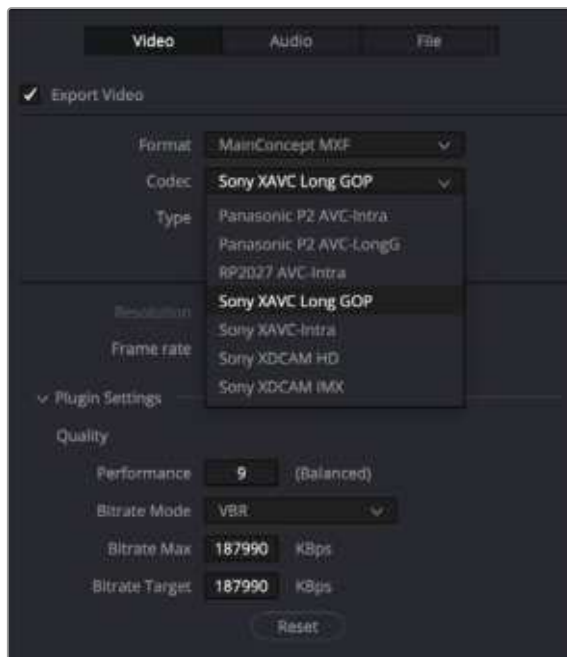 Video Audio File
Export Video
Format MainConcept MXF
Codec Sony XAVC Long GOP
Type Panasonic P2 AVC-Intra
Panasonic P2 AVC-LongG
RP2027 AVC-Intra
Sony XAVC Long GOP
Resolution Sony XAVC-Intra
Frame rate Sony XDCAM HD
Sony XDCAM IMX
Plugin Settings
Quality
Performance 9 (Balanced)
Bitrate Mode VBR
Bitrate Max 187990 KBps
Bitrate Target 187990 KBps
Reset